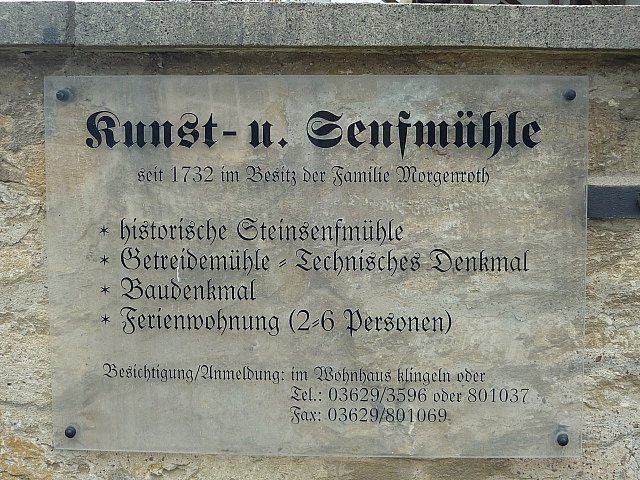 Kunst- u. Senfmühle
seit 1732 im Besitz der Familie Morgenroth
* historische Steinsenfmühle
* Getreidemühle - Technisches Denkmal
* Baudenkmal
* Ferienwohnung (2-6 Personen)
Besichtigung/Anmeldung: im Wohnhaus klingeln oder
Tel.: 03629/3596 oder 801037
Fax: 03629/801069